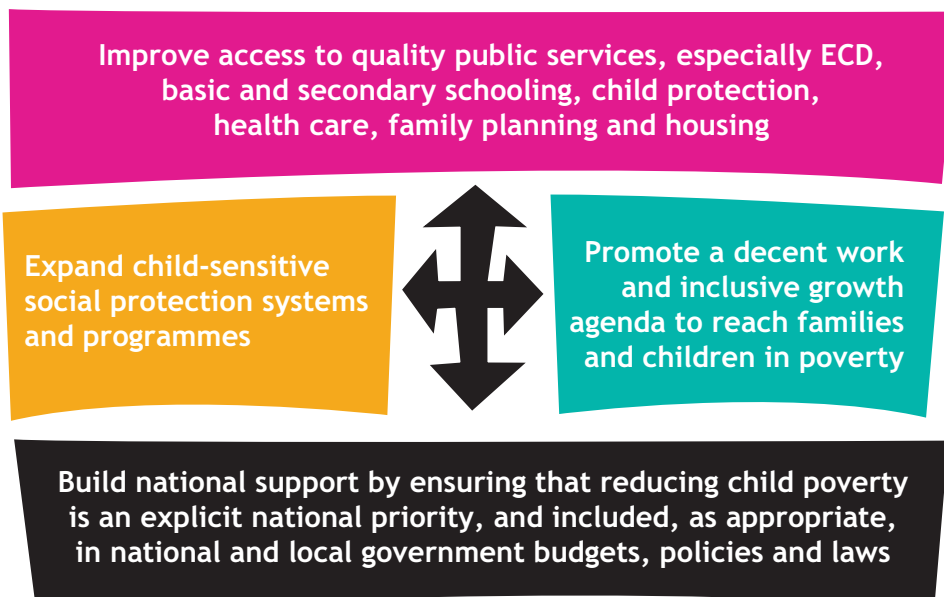 Improve access to quality public services, especially ECD,
basic and secondary schooling, child protection,
health care, family planning and housing
Expand child-sensitive
social protection systems
and programmes
Promote a decent work
and inclusive growth
agenda to reach families
and children in poverty
Build national support by ensuring that reducing child poverty
is an explicit national priority, and included, as appropriate,
in national and local government budgets, policies and laws